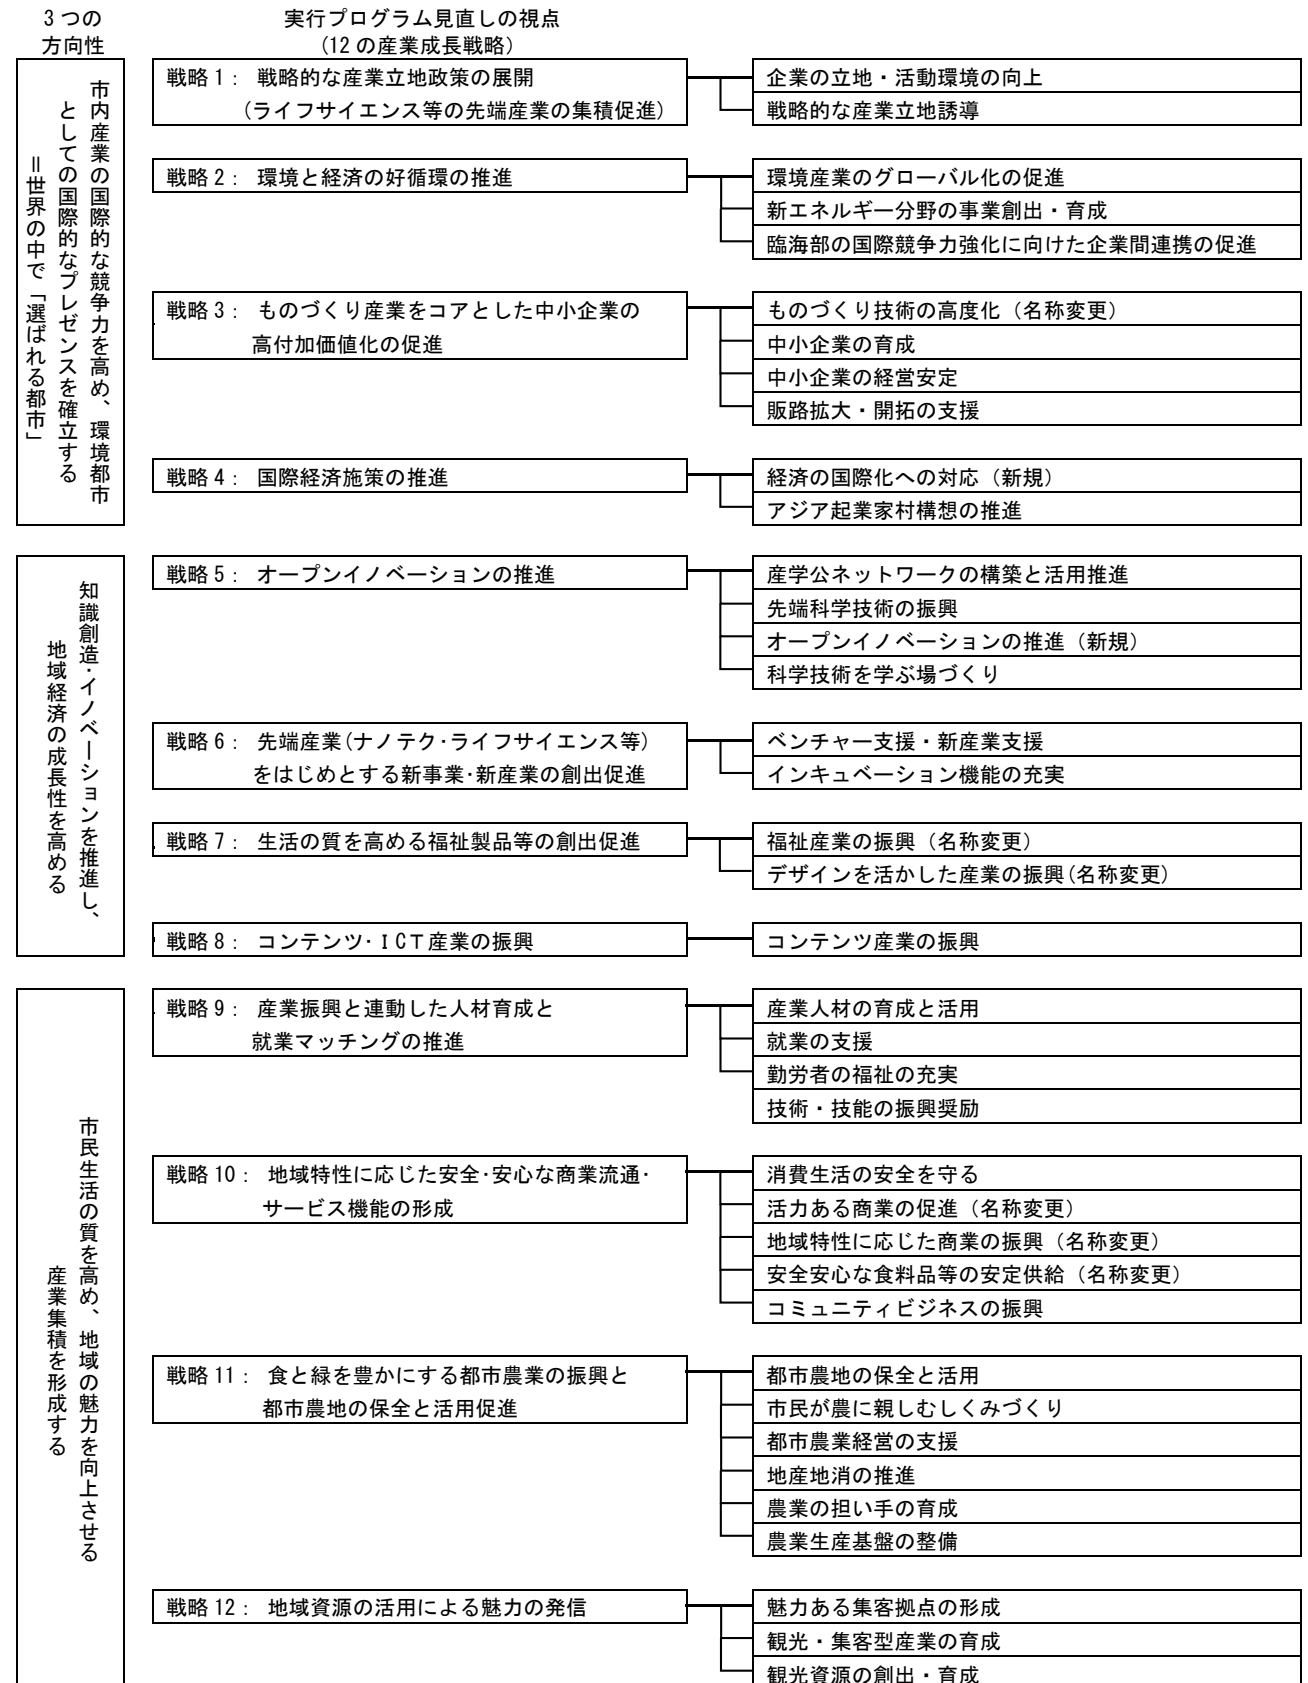 3つの
方向性
実行プログラム見直しの視点
(12の産業成長戦略)
市内産業の国際的な競争力を高め、環境都市
としての国際的なプレゼンスを確立する
＝世界の中で「選ばれる都市」
戦略1： 戦略的な産業立地政策の展開
(ライフサイエンス等の先端産業の集積促進)
企業の立地・活動環境の向上
戦略的な産業立地誘導
戦略2： 環境と経済の好循環の推進
環境産業のグローバル化の促進
新エネルギー分野の事業創出・育成
臨海部の国際競争力強化に向けた企業間連携の促進
戦略3： ものづくり産業をコアとした中小企業の
高付加価値化の促進
ものづくり技術の高度化（名称変更）
中小企業の育成
中小企業の経営安定
販路拡大・開拓の支援
戦略4： 国際経済施策の推進
経済の国際化への対応（新規）
アジア起業家村構想の推進
知識創造・イノベーションを推進し、
地域経済の成長性を高める
戦略5： オープンイノベーションの推進
産学公ネットワークの構築と活用推進
先端科学技術の振興
オープンイノベーションの推進（新規）
科学技術を学ぶ場づくり
戦略6： 先端産業(ナノテク・ライフサイエンス等)
をはじめとする新事業・新産業の創出促進
ベンチャー支援・新産業支援
インキュベーション機能の充実
戦略7： 生活の質を高める福祉製品等の創出促進
福祉産業の振興（名称変更）
デザインを活かした産業の振興(名称変更)
戦略8： コンテンツ・ICT産業の振興
コンテンツ産業の振興
市民生活の質を高め、地域の魅力を向上させる
産業集積を形成する
戦略9： 産業振興と連動した人材育成と
就業マッチングの推進
産業人材の育成と活用
就業の支援
勤労者の福祉の充実
技術・技能の振興奨励
戦略10： 地域特性に応じた安全・安心な商業流通・
サービス機能の形成
消費生活の安全を守る
活力ある商業の促進（名称変更）
地域特性に応じた商業の振興（名称変更）
安全安心な食料品等の安定供給（名称変更）
コミュニティビジネスの振興
戦略11： 食と緑を豊かにする都市農業の振興と
都市農地の保全と活用促進
都市農地の保全と活用
市民が農に親しむしくみづくり
都市農業経営の支援
地産地消の推進
農業の担い手の育成
農業生産基盤の整備
戦略12： 地域資源の活用による魅力の発信
魅力ある集客拠点の形成
観光・集客型産業の育成
観光資源の創出・育成